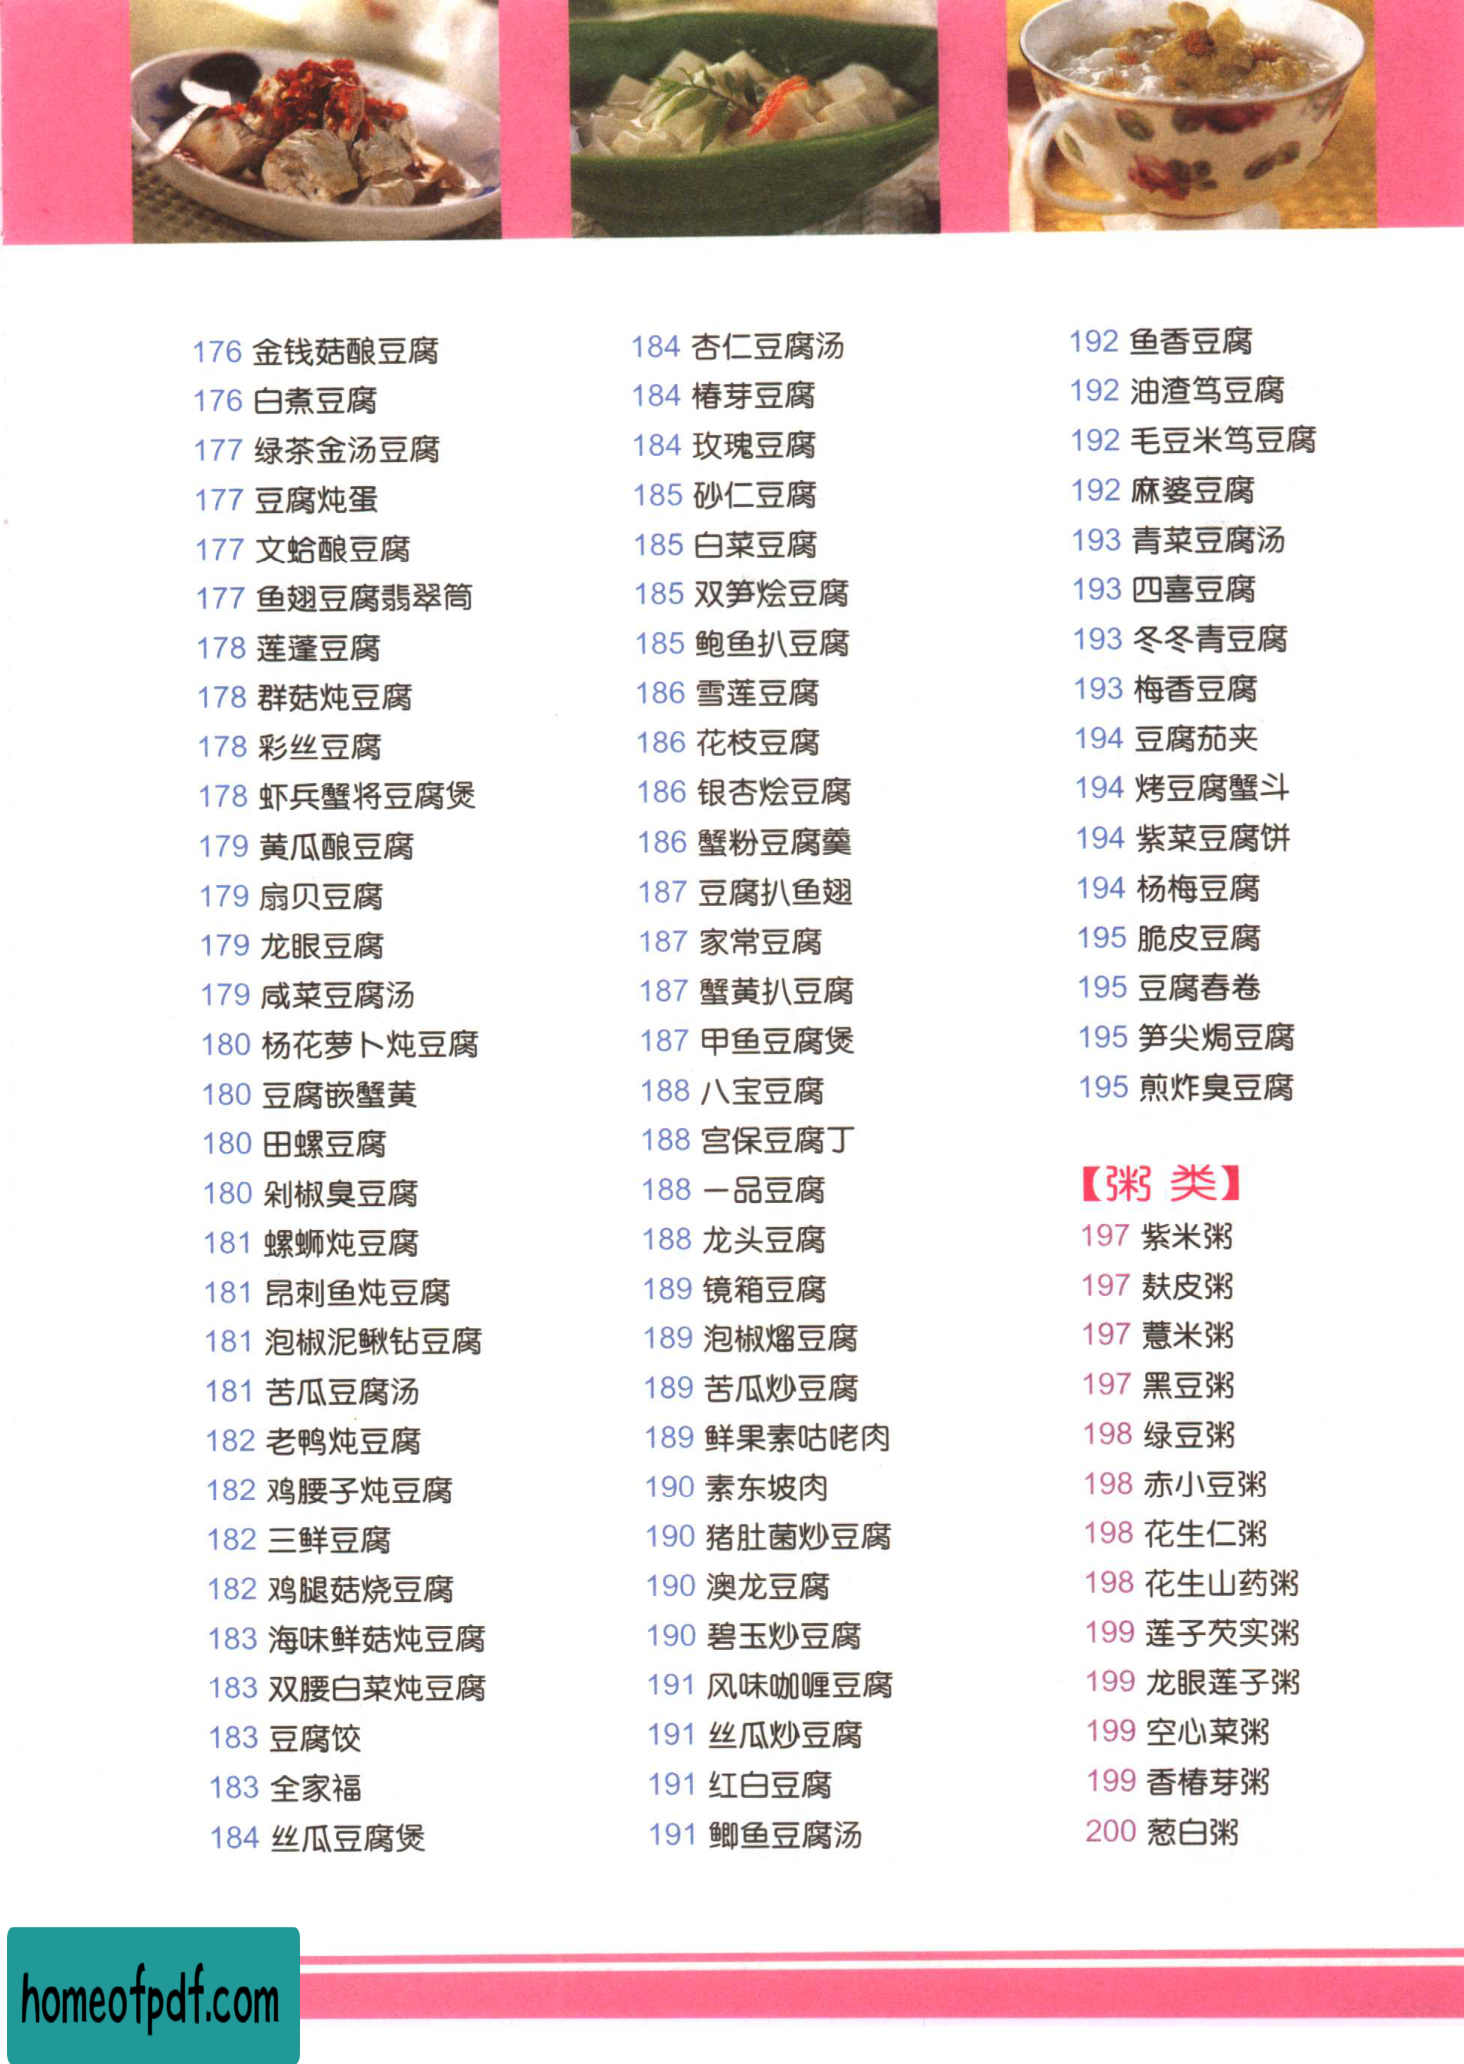 176 金钱菇酿豆腐
176 白煮豆腐
177 绿茶金汤豆腐
177 豆腐炖蛋
177 文蛤酿豆腐
177 鱼翅豆腐翡翠筒
178 莲蓬豆腐
178 群菇炖豆腐
178 彩丝豆腐
178 虾兵蟹将豆腐煲
179 黄瓜酿豆腐
179 扇贝豆腐
179 龙眼豆腐
179 咸菜豆腐汤
180 杨花萝卜炖豆腐
180 豆腐嵌蟹黄
180 田螺豆腐
180 剁椒臭豆腐
181 螺蛳炖豆腐
181 昂刺鱼炖豆腐
181 泡椒泥鳅钻豆腐
181 苦瓜豆腐汤
182 老鸭炖豆腐
182 鸡腰子炖豆腐
182 三鲜豆腐
182 鸡腿菇烧豆腐
183 海味鲜菇炖豆腐
183 双腰白菜炖豆腐
183 豆腐饺
183 全家福
184 丝瓜豆腐煲
184 杏仁豆腐汤
184 椿芽豆腐
184 玫瑰豆腐
185 砂仁豆腐
185 白菜豆腐
185 双笋烩豆腐
185 鲍鱼扒豆腐
186 雪莲豆腐
186 花枝豆腐
186 银杏烩豆腐
186 蟹粉豆腐羹
187 豆腐扒鱼翅
187 家常豆腐
187 蟹黄扒豆腐
187 甲鱼豆腐煲
188 八宝豆腐
188 宫保豆腐丁
188 一品豆腐
188 龙头豆腐
189 镜箱豆腐
189 泡椒熘豆腐
189 苦瓜炒豆腐
189 鲜果素咕咾肉
190 素东坡肉
190 猪肚菌炒豆腐
190 澳龙豆腐
190 碧玉炒豆腐
191 风味咖喱豆腐
191 丝瓜炒豆腐
191 红白豆腐
191 鲫鱼豆腐汤
192 鱼香豆腐
192 油渣笃豆腐
192 毛豆米笃豆腐
192 麻婆豆腐
193 青菜豆腐汤
193 四喜豆腐
193 冬冬青豆腐
193 梅香豆腐
194 豆腐茄夹
194 烤豆腐蟹斗
194 紫菜豆腐饼
194 杨梅豆腐
195 脆皮豆腐
195 豆腐春卷
195 笋尖焗豆腐
195 煎炸臭豆腐
【粥 类】
197 紫米粥
197 麸皮粥
197 薏米粥
197 黑豆粥
198 绿豆粥
198 赤小豆粥
198 花生仁粥
198 花生山药粥
199 莲子芡实粥
199 龙眼莲子粥
199 空心菜粥
199 香椿芽粥
200 葱白粥
homeofpdf.com